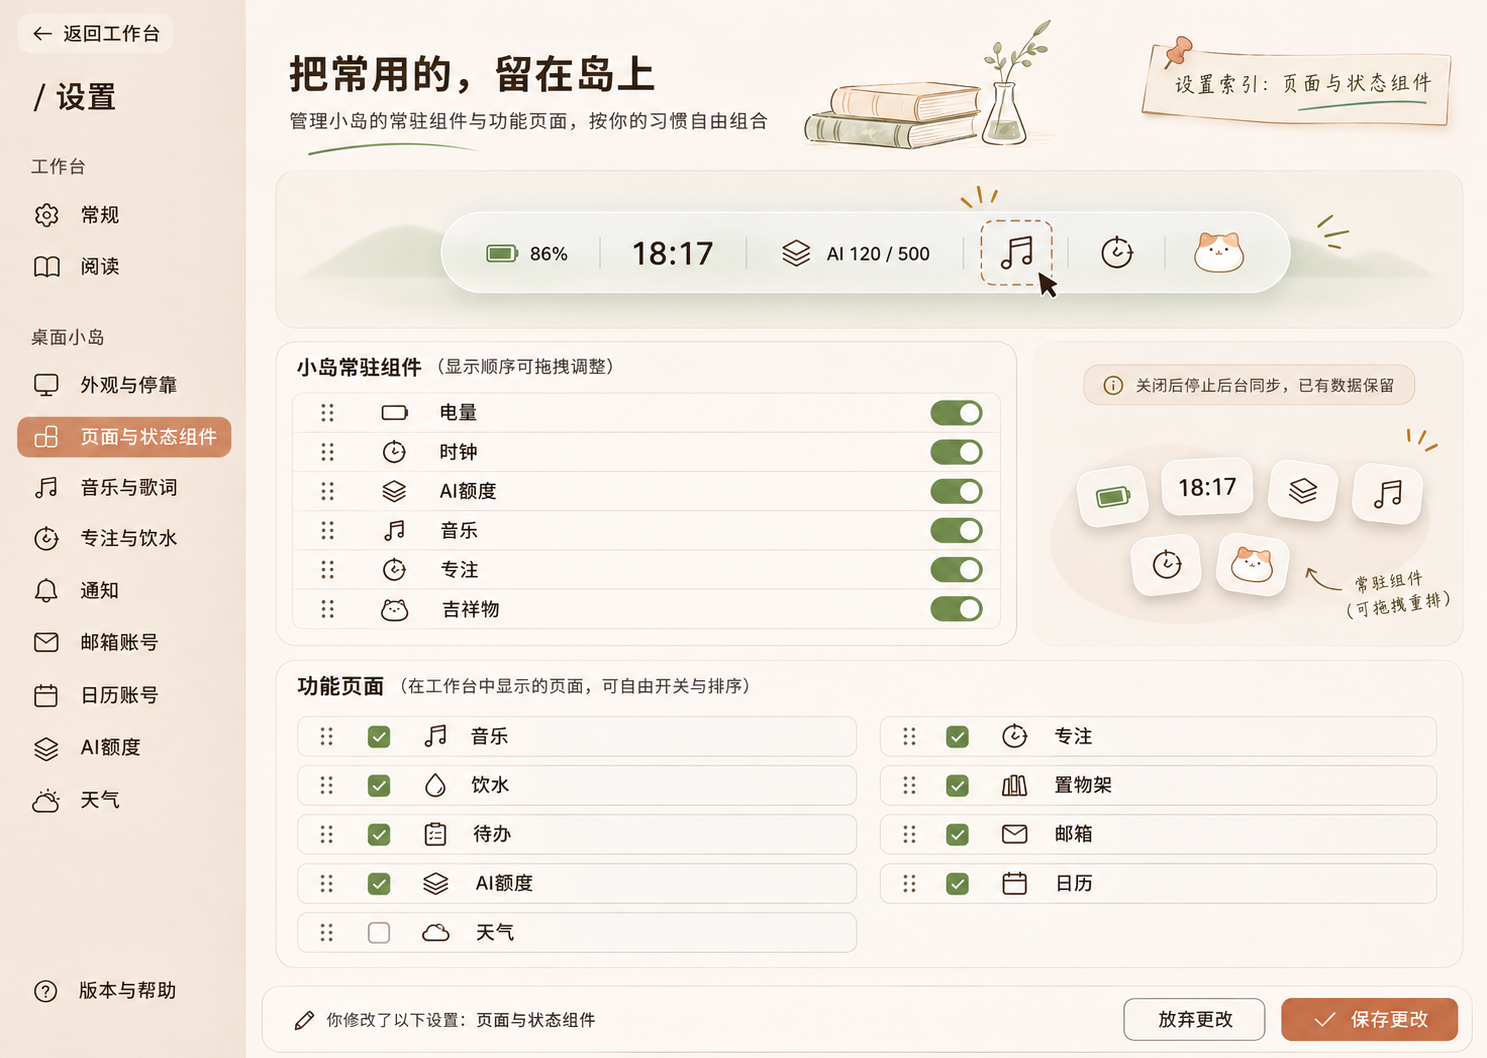 返回工作台
/ 设置
工作台
常规
阅读
桌面小岛
外观与停靠
页面与状态组件
音乐与歌词
专注与饮水
通知
邮箱账号
日历账号
AI额度
天气
版本与帮助
把常用的，留在岛上
管理小岛的常驻组件与功能页面，按你的习惯自由组合
设置索引：页面与状态组件
86%
18:17
AI 120 / 500
小岛常驻组件 （显示顺序可拖拽调整）
电量
时钟
AI额度
音乐
专注
吉祥物
关闭后停止后台同步，已有数据保留
18:17
常驻组件
（可拖拽重排）
功能页面 （在工作台中显示的页面，可自由开关与排序）
音乐
专注
饮水
置物架
待办
邮箱
AI额度
日历
天气
你修改了以下设置：页面与状态组件
放弃更改
保存更改